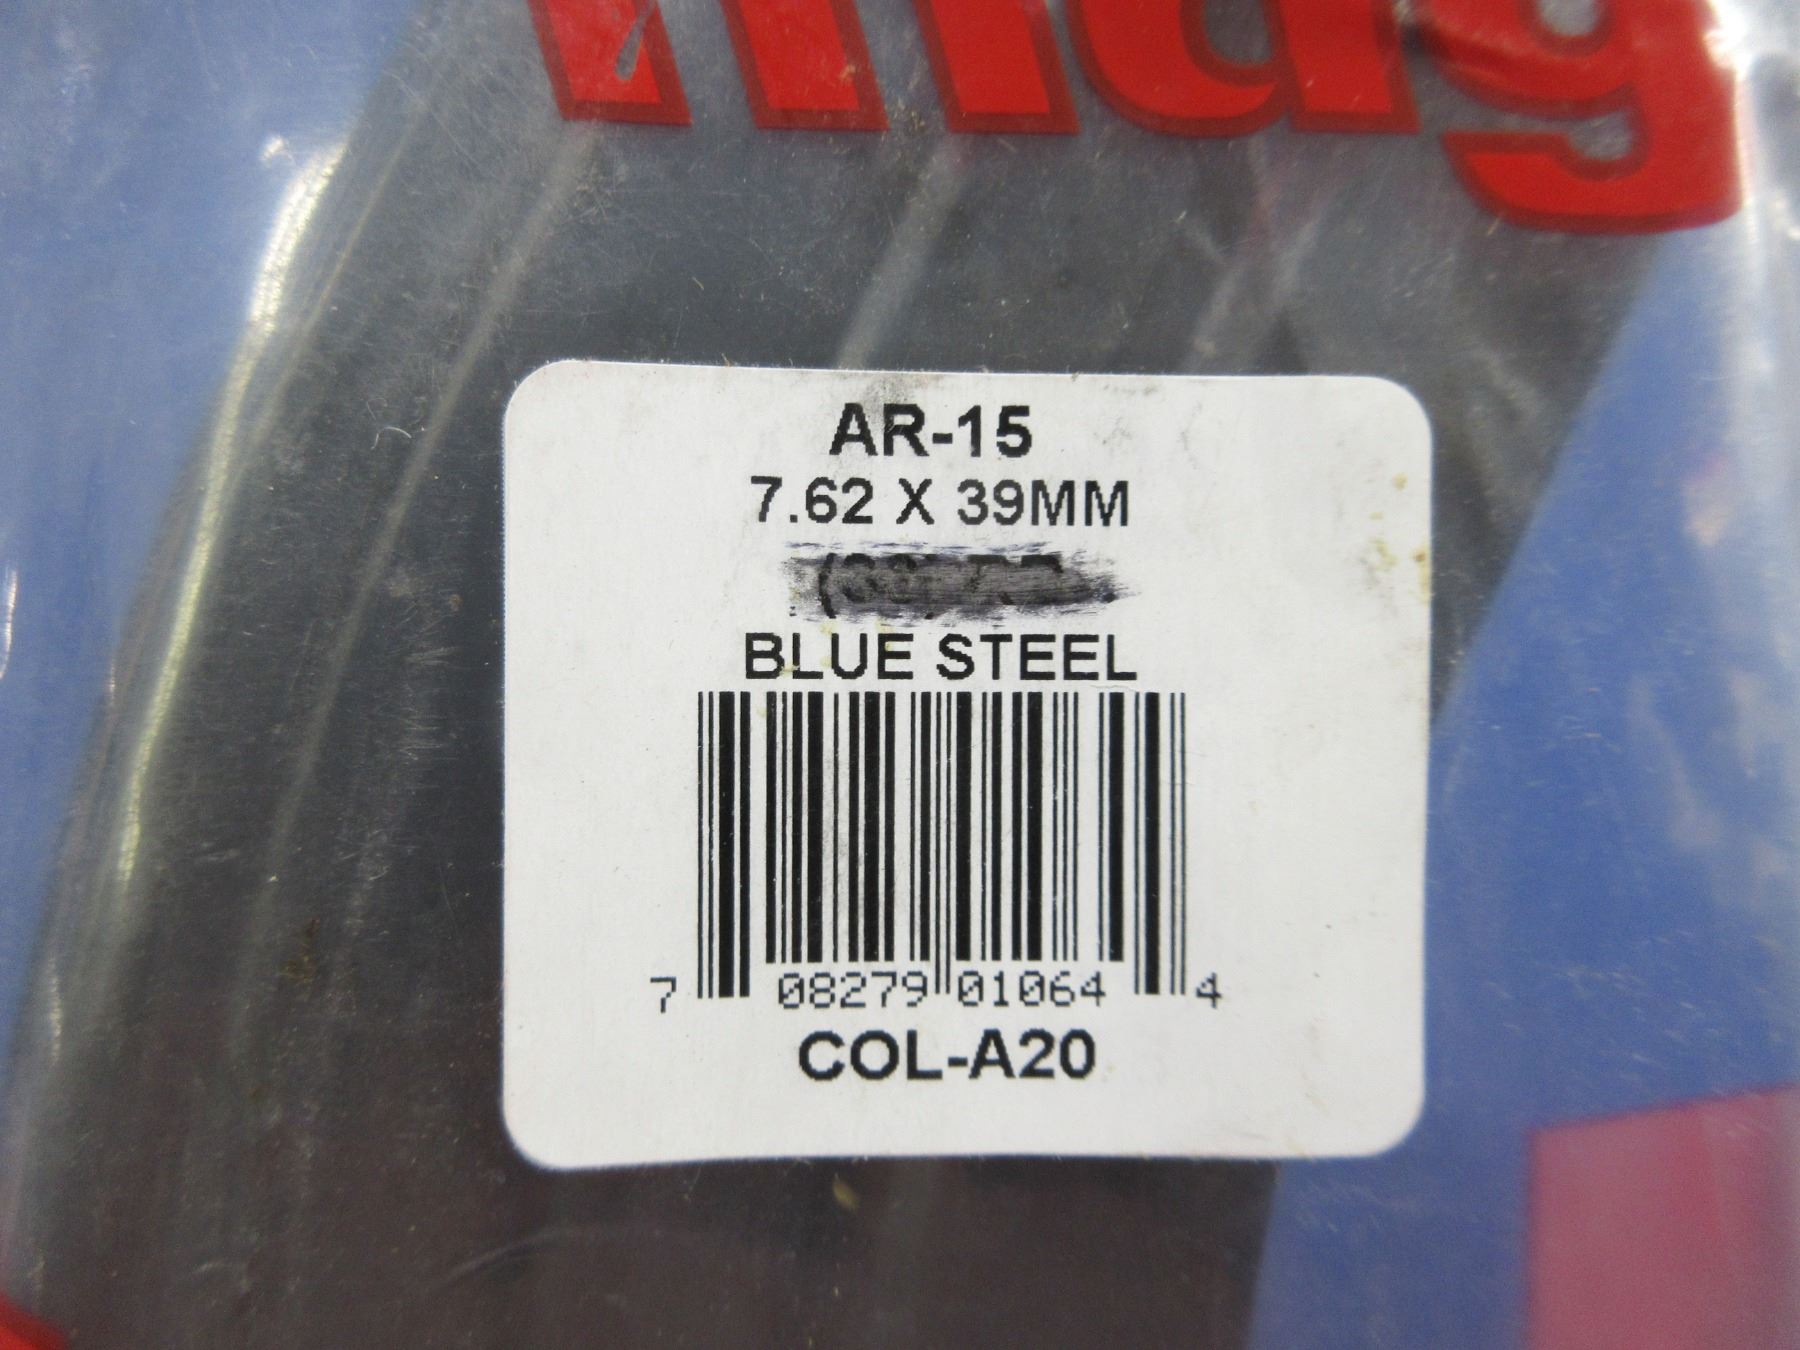 AR-15
7.62 X 39MM
BLUE STEEL
7 08279 01064 4
COL-A20